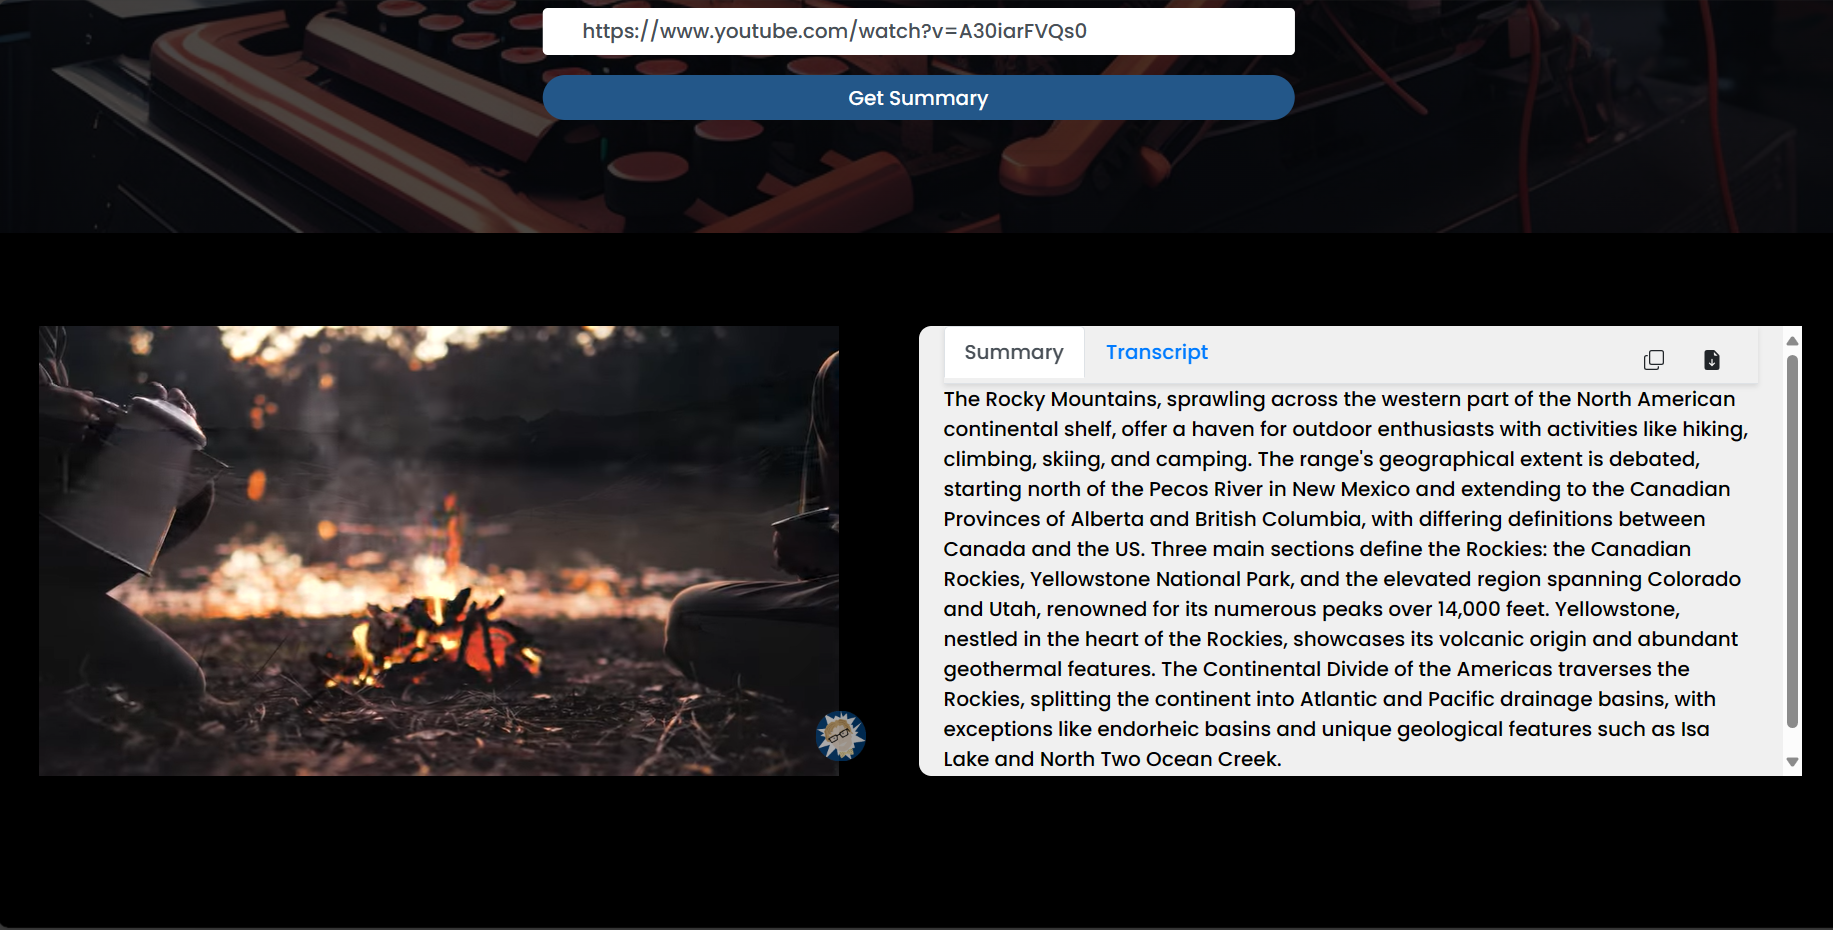 https://www.youtube.com/watch?v=A30iarFVQs0
Get Summary
Summary
Transcript
The Rocky Mountains, sprawling across the western part of the North American
continental shelf, offer a haven for outdoor enthusiasts with activities like hiking,
climbing, skiing, and camping. The range's geographical extent is debated,
starting north of the Pecos River in New Mexico and extending to the Canadian
Provinces of Alberta and British Columbia, with differing definitions between
Canada and the US. Three main sections define the Rockies: the Canadian
Rockies, Yellowstone National Park, and the elevated region spanning Colorado
and Utah, renowned for its numerous peaks over 14,000 feet. Yellowstone,
nestled in the heart of the Rockies, showcases its volcanic origin and abundant
geothermal features. The Continental Divide of the Americas traverses the
Rockies, splitting the continent into Atlantic and Pacific drainage basins, with
exceptions like endorheic basins and unique geological features such as Isa
Lake and North Two Ocean Creek.